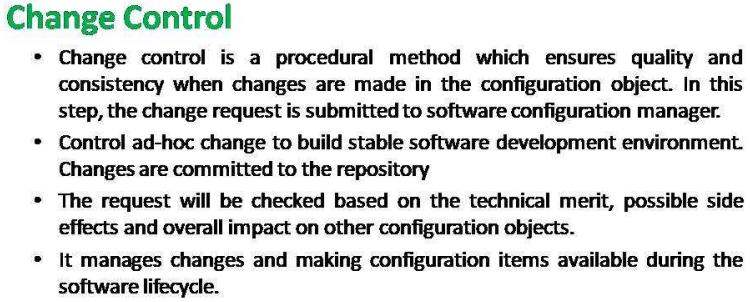 Change Control
• Change control is a procedural method which ensures quality and
consistency when changes are made in the configuration object. In this
step, the change request is submitted to software configuration manager.
• Control ad-hoc change to build stable software development environment.
Changes are committed to the repository
• The request will be checked based on the technical merit, possible side
effects and overall impact on other configuration objects.
• It manages changes and making configuration items available during the
software lifecycle.